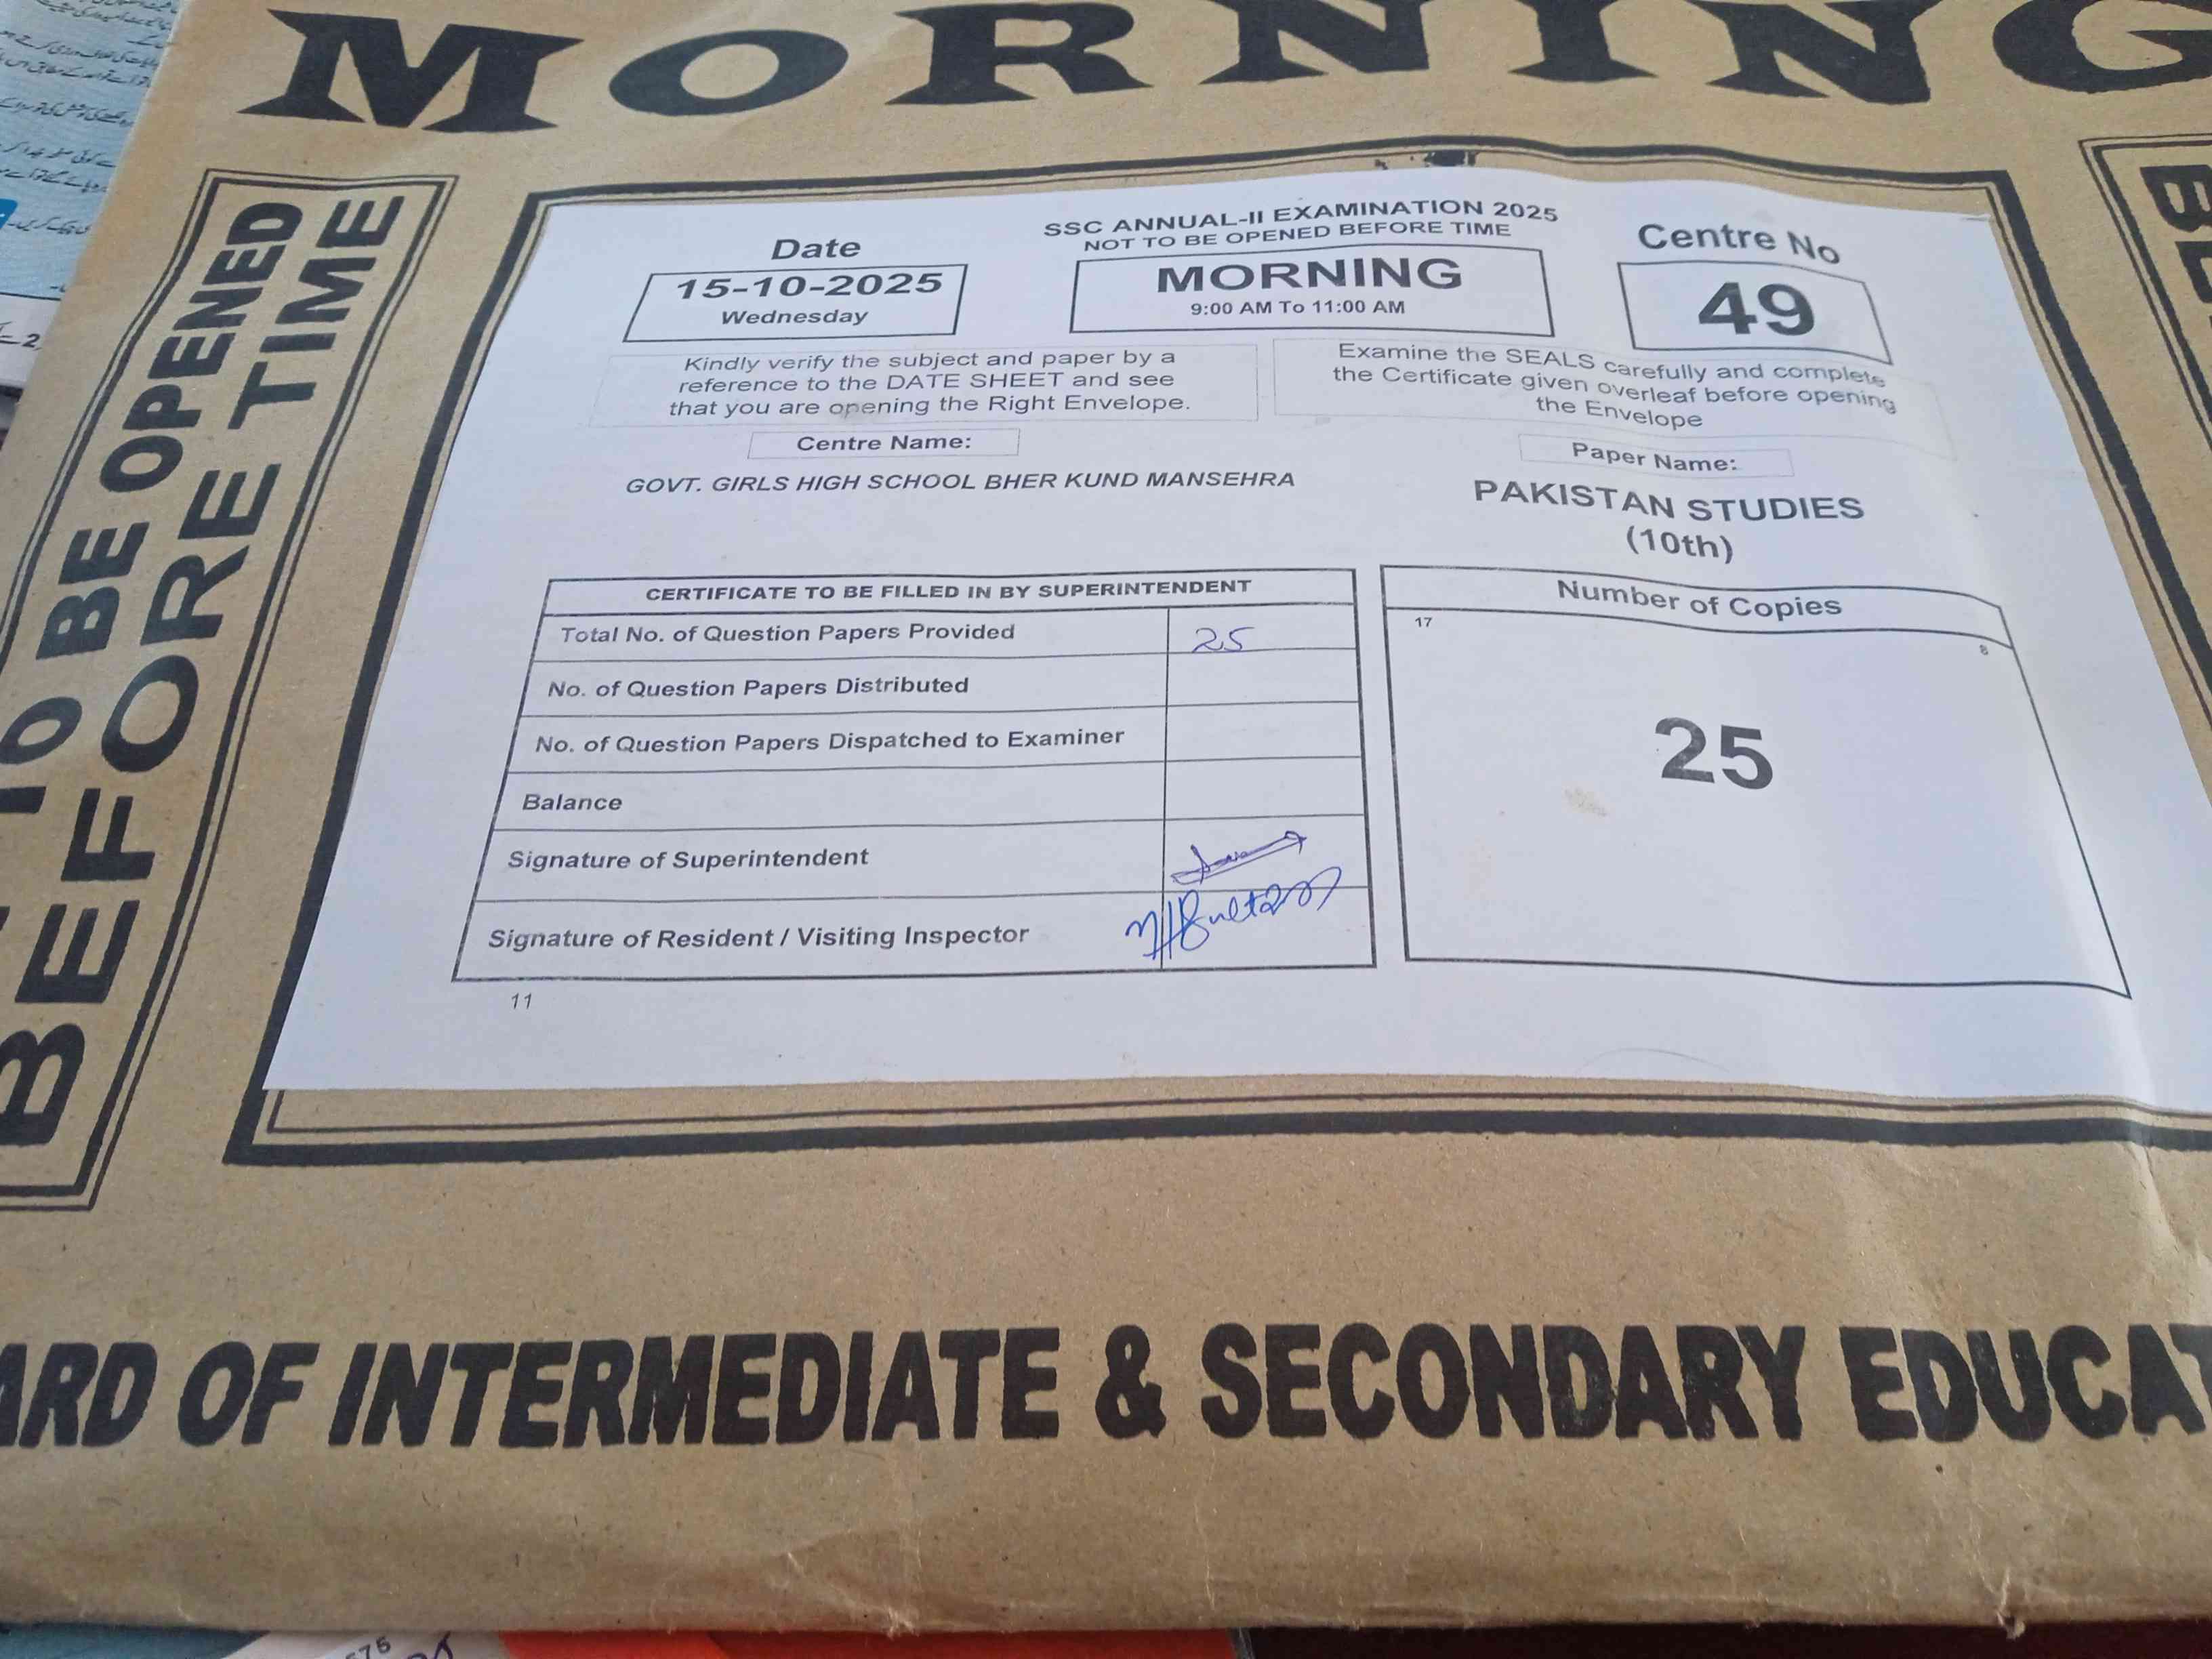 MORNING
TO BE OPENED
BEFORE TIME
SSC ANNUAL-II EXAMINATION 2025
NOT TO BE OPENED BEFORE TIME
Date
15-10-2025
Wednesday
MORNING
9:00 AM To 11:00 AM
Centre No
49
Kindly verify the subject and paper by a
reference to the DATE SHEET and see
that you are opening the Right Envelope.
Examine the SEALS carefully and complete
the Certificate given overleaf before opening
the Envelope
Centre Name:
GOVT. GIRLS HIGH SCHOOL BHER KUND MANSEHRA
Paper Name:
PAKISTAN STUDIES
(10th)
CERTIFICATE TO BE FILLED IN BY SUPERINTENDENT
Total No. of Question Papers Provided 25
No. of Question Papers Distributed
No. of Question Papers Dispatched to Examiner
Balance
Signature of Superintendent
Signature of Resident / Visiting Inspector
11
Number of Copies
17
8
25
ARD OF INTERMEDIATE & SECONDARY EDUCAT